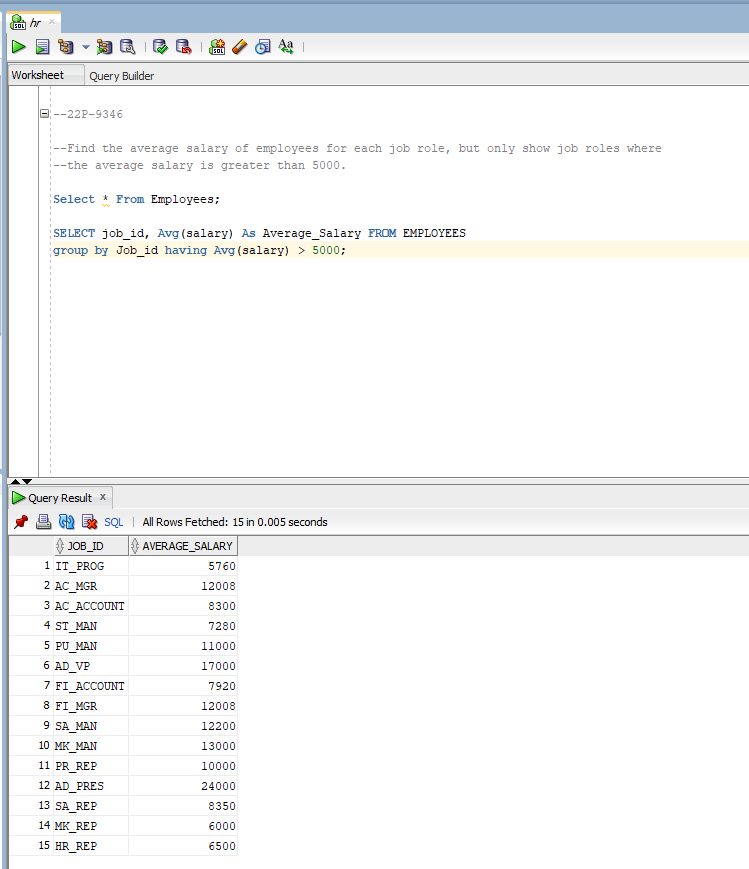 hr
Worksheet Query Builder
--22P-9346
--Find the average salary of employees for each job role, but only show job roles where
--the average salary is greater than 5000.
Select * From Employees;
SELECT job_id, Avg(salary) As Average_Salary FROM EMPLOYEES
group by Job_id having Avg(salary) > 5000;
Query Result x
SQL | All Rows Fetched: 15 in 0.005 seconds
JOB_ID AVERAGE_SALARY
1 IT_PROG 5760
2 AC_MGR 12008
3 AC_ACCOUNT 8300
4 ST_MAN 7280
5 PU_MAN 11000
6 AD_VP 17000
7 FI_ACCOUNT 7920
8 FI_MGR 12008
9 SA_MAN 12200
10 MK_MAN 13000
11 PR_REP 10000
12 AD_PRES 24000
13 SA_REP 8350
14 MK_REP 6000
15 HR_REP 6500